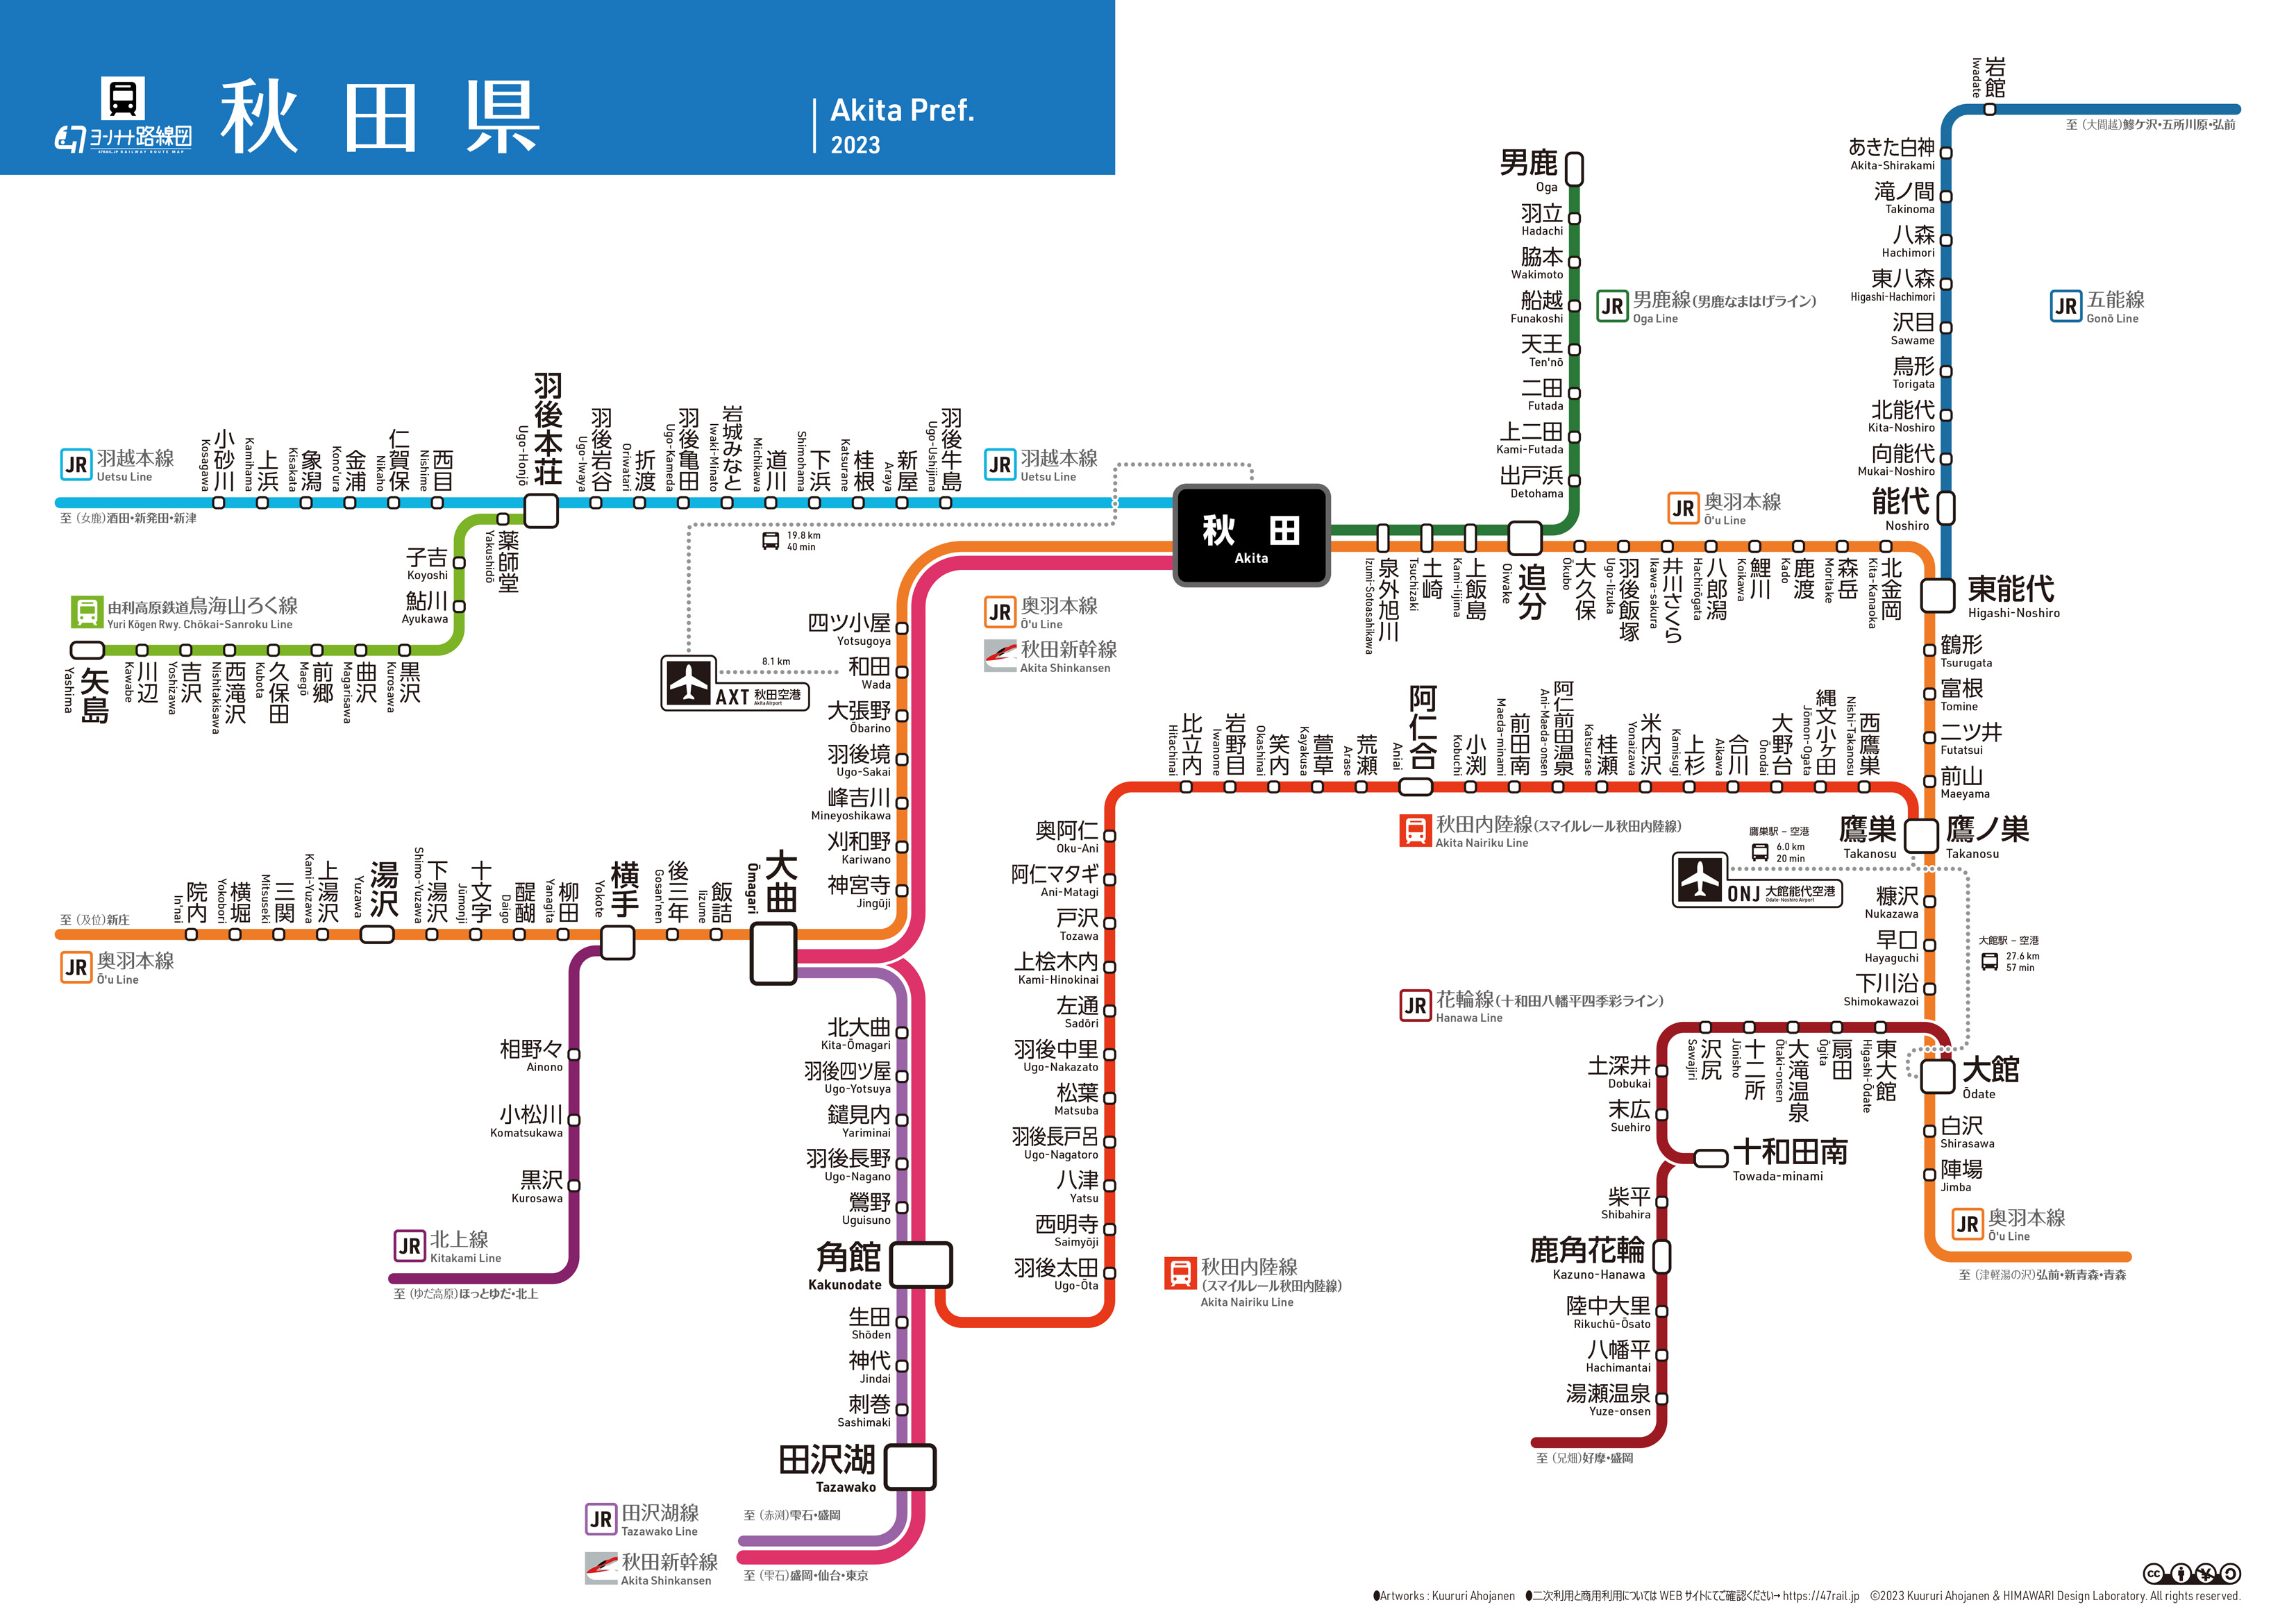 ヨンナナ路線図
47RAIL.JP RAILWAY ROUTE MAP
秋田県
Akita Pref.
2023
JR 羽越本線
Uetsu Line
至（女鹿）酒田・新発田・新津
小砂川
Kosagawa
上浜
Kamihama
象潟
Kisakata
金浦
Kono'ura
仁賀保
Nikaho
西目
Nishime
羽後本荘
Ugo-Honjō
羽後岩谷
Ugo-Iwaya
折渡
Oriwatari
羽後亀田
Ugo-Kameda
岩城みなと
Iwaki-Minato
道川
Michikawa
下浜
Shimohama
桂根
Katsurane
新屋
Araya
羽後牛島
Ugo-Ushijima
JR 羽越本線
Uetsu Line
秋田
Akita
薬師堂
Yakushidō
子吉
Koyoshi
鮎川
Ayukawa
由利高原鉄道鳥海山ろく線
Yuri Kōgen Rwy. Chōkai-Sanroku Line
矢島
Yashima
川辺
Kawabe
吉沢
Yoshizawa
西滝沢
Nishitakisawa
久保田
Kubota
前郷
Maegō
曲沢
Magarisawa
黒沢
Kurosawa
19.8 km
40 min
8.1 km
AXT 秋田空港
Akita Airport
四ツ小屋
Yotsugoya
和田
Wada
大張野
Ōbarino
羽後境
Ugo-Sakai
峰吉川
Mineyoshikawa
刈和野
Kariwano
神宮寺
Jingūji
JR 奥羽本線
Ō'u Line
秋田新幹線
Akita Shinkansen
至（及位）新庄
JR 奥羽本線
Ō'u Line
院内
In'nai
横堀
Yokobori
三関
Mitsuseki
上湯沢
Kami-Yuzawa
湯沢
Yuzawa
下湯沢
Shimo-Yuzawa
十文字
Jūmonji
醍醐
Daigo
柳田
Yanagita
横手
Yokote
後三年
Gosan'nen
飯詰
Iizume
大曲
Ōmagari
相野々
Ainono
小松川
Komatsukawa
黒沢
Kurosawa
JR 北上線
Kitakami Line
至（ゆだ高原）ほっとゆだ・北上
北大曲
Kita-Ōmagari
羽後四ツ屋
Ugo-Yotsuya
鑓見内
Yariminai
羽後長野
Ugo-Nagano
鶯野
Uguisuno
角館
Kakunodate
生田
Shōden
神代
Jindai
刺巻
Sashimaki
田沢湖
Tazawako
JR 田沢湖線
Tazawako Line
至（赤渕）雫石・盛岡
秋田新幹線
Akita Shinkansen
至（雫石）盛岡・仙台・東京
男鹿
Oga
羽立
Hadachi
脇本
Wakimoto
船越
Funakoshi
天王
Ten'nō
二田
Futada
上二田
Kami-Futada
出戸浜
Detohama
JR 男鹿線（男鹿なまはげライン）
Oga Line
岩館
Iwadate
至（大間越）鰺ケ沢・五所川原・弘前
あきた白神
Akita-Shirakami
滝ノ間
Takinoma
八森
Hachimori
東八森
Higashi-Hachimori
沢目
Sawame
鳥形
Torigata
北能代
Kita-Noshiro
向能代
Mukai-Noshiro
能代
Noshiro
JR 五能線
Gonō Line
JR 奥羽本線
Ō'u Line
泉外旭川
Izumi-Sotoasahikawa
土崎
Tsuchizaki
上飯島
Kami-Iijima
追分
Oiwake
大久保
Ōkubo
羽後飯塚
Ugo-Iizuka
井川さくら
Ikawa-sakura
八郎潟
Hachirōgata
鯉川
Koikawa
鹿渡
Kado
森岳
Moritake
北金岡
Kita-Kanaoka
東能代
Higashi-Noshiro
鶴形
Tsurugata
富根
Tomine
二ツ井
Futatsui
前山
Maeyama
鷹巣
Takanosu
鷹ノ巣
Takanosu
糠沢
Nukazawa
早口
Hayaguchi
下川沿
Shimokawazoi
大館
Ōdate
白沢
Shirasawa
陣場
Jimba
JR 奥羽本線
Ō'u Line
至（津軽湯の沢）弘前・新青森・青森
比立内
Hitachinai
岩野目
Iwanome
笑内
Okashinai
萱草
Kayakusa
荒瀬
Arase
阿仁合
Aniai
小渕
Kobuchi
前田南
Maeda-minami
阿仁前田温泉
Ani-Maeda-onsen
桂瀬
Katsurase
米内沢
Yonaizawa
上杉
Kamisugi
合川
Aikawa
大野台
Ōnodai
縄文小ヶ田
Jōmon-Ogata
西鷹巣
Nishi-Takanosu
秋田内陸線（スマイルレール秋田内陸線）
Akita Nairiku Line
鷹巣駅 – 空港
6.0 km
20 min
ONJ 大館能代空港
Odate-Noshiro Airport
大館駅 – 空港
27.6 km
57 min
奥阿仁
Oku-Ani
阿仁マタギ
Ani-Matagi
戸沢
Tozawa
上桧木内
Kami-Hinokinai
左通
Sadōri
羽後中里
Ugo-Nakazato
松葉
Matsuba
羽後長戸呂
Ugo-Nagatoro
八津
Yatsu
西明寺
Saimyōji
羽後太田
Ugo-Ōta
秋田内陸線
（スマイルレール秋田内陸線）
Akita Nairiku Line
JR 花輪線（十和田八幡平四季彩ライン）
Hanawa Line
沢尻
Sawajiri
十二所
Jūnisho
大滝温泉
Ōtaki-onsen
扇田
Ōgita
東大館
Higashi-Ōdate
土深井
Dobukai
末広
Suehiro
十和田南
Towada-minami
柴平
Shibahira
鹿角花輪
Kazuno-Hanawa
陸中大里
Rikuchū-Ōsato
八幡平
Hachimantai
湯瀬温泉
Yuze-onsen
至（兄畑）好摩・盛岡
●Artworks : Kuururi Ahojanen ●二次利用と商用利用については WEB サイトにてご確認ください→ https://47rail.jp ©2023 Kuururi Ahojanen & HIMAWARI Design Laboratory. All rights reserved.